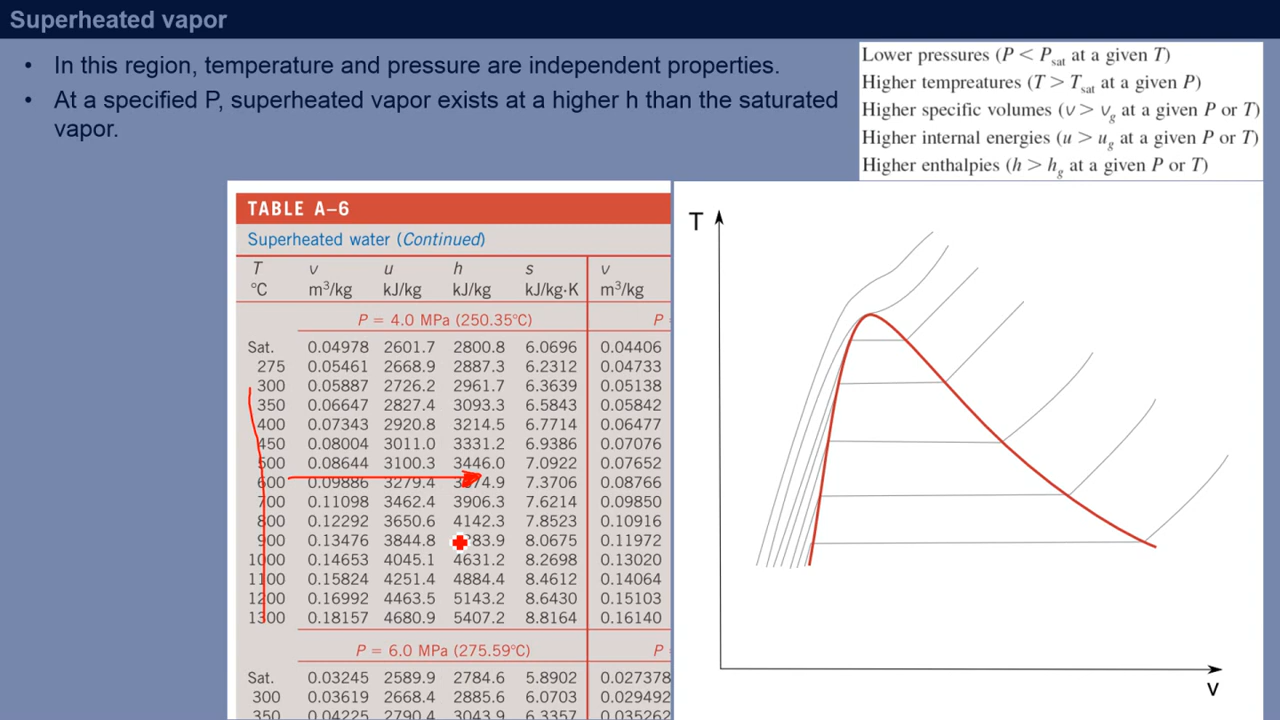 Superheated vapor
• In this region, temperature and pressure are independent properties.
• At a specified P, superheated vapor exists at a higher h than the saturated
vapor.
Lower pressures (P < Psat at a given T)
Higher tempreatures (T > Tsat at a given P)
Higher specific volumes (v > vg at a given P or T)
Higher internal energies (u > ug at a given P or T)
Higher enthalpies (h > hg at a given P or T)
TABLE A–6
Superheated water (Continued)
T v u h s v
°C m³/kg kJ/kg kJ/kg kJ/kg·K m³/kg
P = 4.0 MPa (250.35°C) P
Sat. 0.04978 2601.7 2800.8 6.0696 0.04406
275 0.05461 2668.9 2887.3 6.2312 0.04733
300 0.05887 2726.2 2961.7 6.3639 0.05138
350 0.06647 2827.4 3093.3 6.5843 0.05842
400 0.07343 2920.8 3214.5 6.7714 0.06477
450 0.08004 3011.0 3331.2 6.9386 0.07076
500 0.08644 3100.3 3446.0 7.0922 0.07652
600 0.09886 3279.4 7.3706 0.08766
700 0.11098 3462.4 3906.3 7.6214 0.09850
800 0.12292 3650.6 4142.3 7.8523 0.10916
900 0.13476 3844.8 8.0675 0.11972
1000 0.14653 4045.1 4631.2 8.2698 0.13020
1100 0.15824 4251.4 4884.4 8.4612 0.14064
1200 0.16992 4463.5 5143.2 8.6430 0.15103
1300 0.18157 4680.9 5407.2 8.8164 0.16140
P = 6.0 MPa (275.59°C) P
Sat. 0.03245 2589.9 2784.6 5.8902 0.027378
300 0.03619 2668.4 2885.6 6.0703 0.029492
350 0.04225 2790.4 3043.9 6.3357 0.035262
T
v